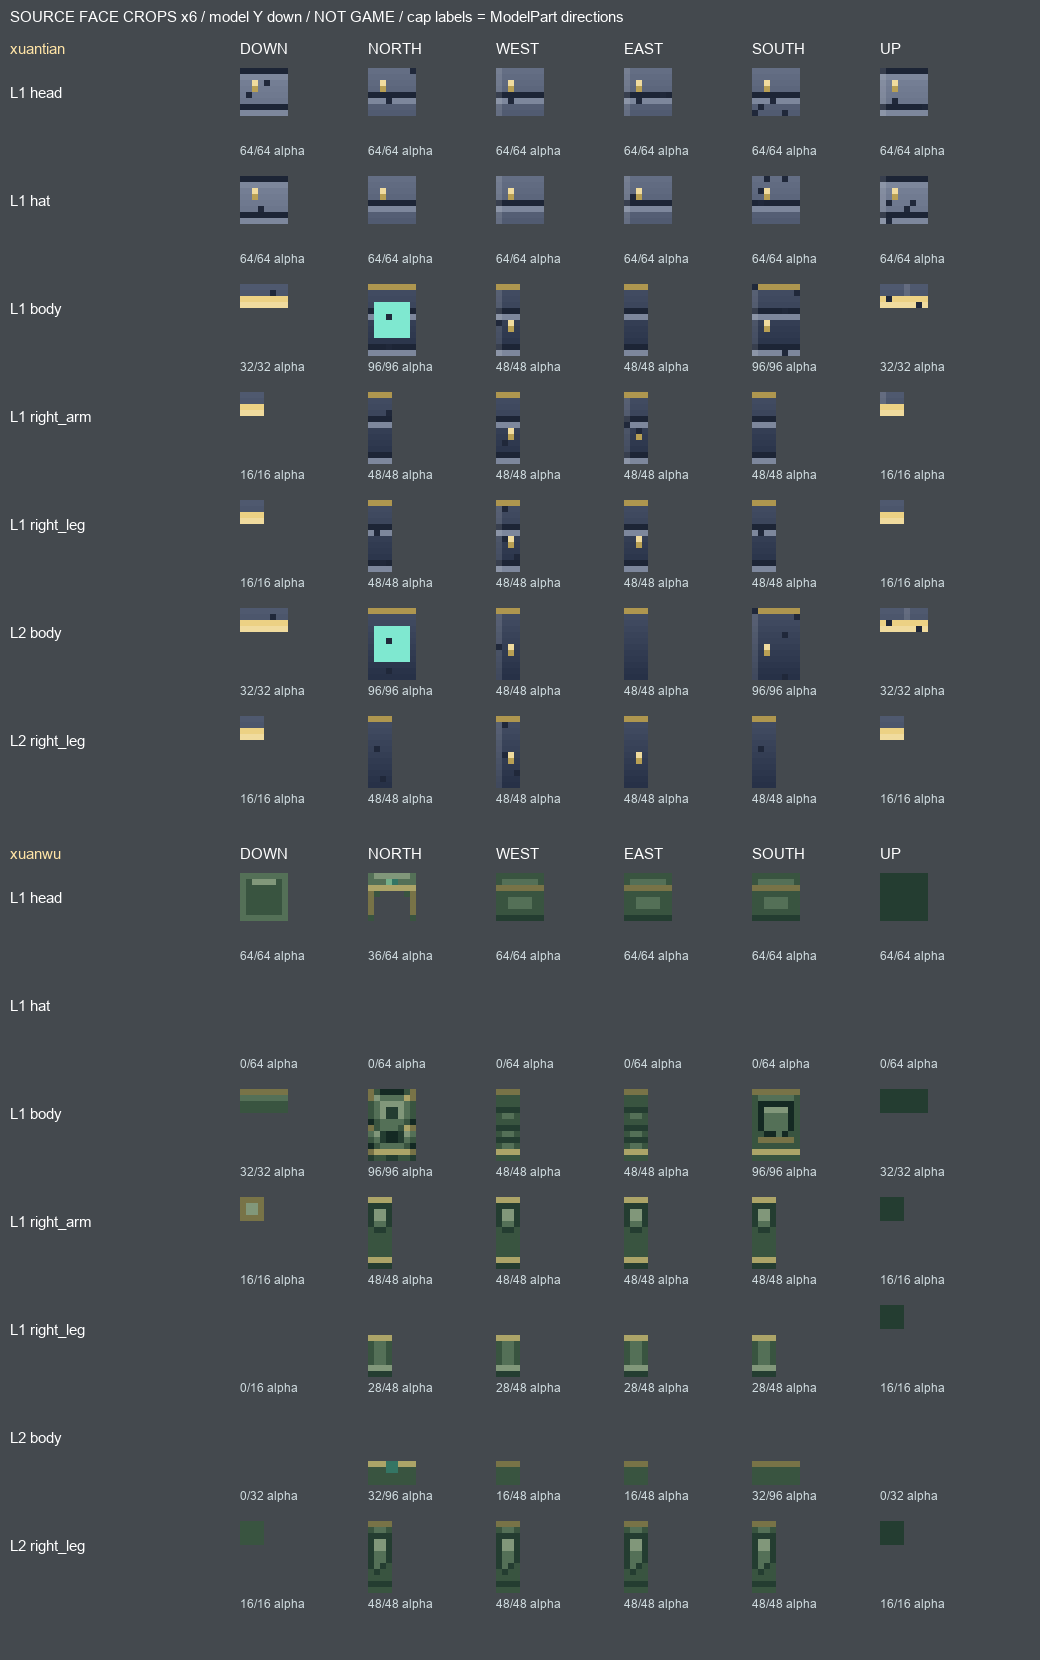 SOURCE FACE CROPS x6 / model Y down / NOT GAME / cap labels = ModelPart directions
xuantian DOWN NORTH WEST EAST SOUTH UP
L1 head
64/64 alpha 64/64 alpha 64/64 alpha 64/64 alpha 64/64 alpha 64/64 alpha
L1 hat
64/64 alpha 64/64 alpha 64/64 alpha 64/64 alpha 64/64 alpha 64/64 alpha
L1 body
32/32 alpha 96/96 alpha 48/48 alpha 48/48 alpha 96/96 alpha 32/32 alpha
L1 right_arm
16/16 alpha 48/48 alpha 48/48 alpha 48/48 alpha 48/48 alpha 16/16 alpha
L1 right_leg
16/16 alpha 48/48 alpha 48/48 alpha 48/48 alpha 48/48 alpha 16/16 alpha
L2 body
32/32 alpha 96/96 alpha 48/48 alpha 48/48 alpha 96/96 alpha 32/32 alpha
L2 right_leg
16/16 alpha 48/48 alpha 48/48 alpha 48/48 alpha 48/48 alpha 16/16 alpha
xuanwu DOWN NORTH WEST EAST SOUTH UP
L1 head
64/64 alpha 36/64 alpha 64/64 alpha 64/64 alpha 64/64 alpha 64/64 alpha
L1 hat
0/64 alpha 0/64 alpha 0/64 alpha 0/64 alpha 0/64 alpha 0/64 alpha
L1 body
32/32 alpha 96/96 alpha 48/48 alpha 48/48 alpha 96/96 alpha 32/32 alpha
L1 right_arm
16/16 alpha 48/48 alpha 48/48 alpha 48/48 alpha 48/48 alpha 16/16 alpha
L1 right_leg
0/16 alpha 28/48 alpha 28/48 alpha 28/48 alpha 28/48 alpha 16/16 alpha
L2 body
0/32 alpha 32/96 alpha 16/48 alpha 16/48 alpha 32/96 alpha 0/32 alpha
L2 right_leg
16/16 alpha 48/48 alpha 48/48 alpha 48/48 alpha 48/48 alpha 16/16 alpha